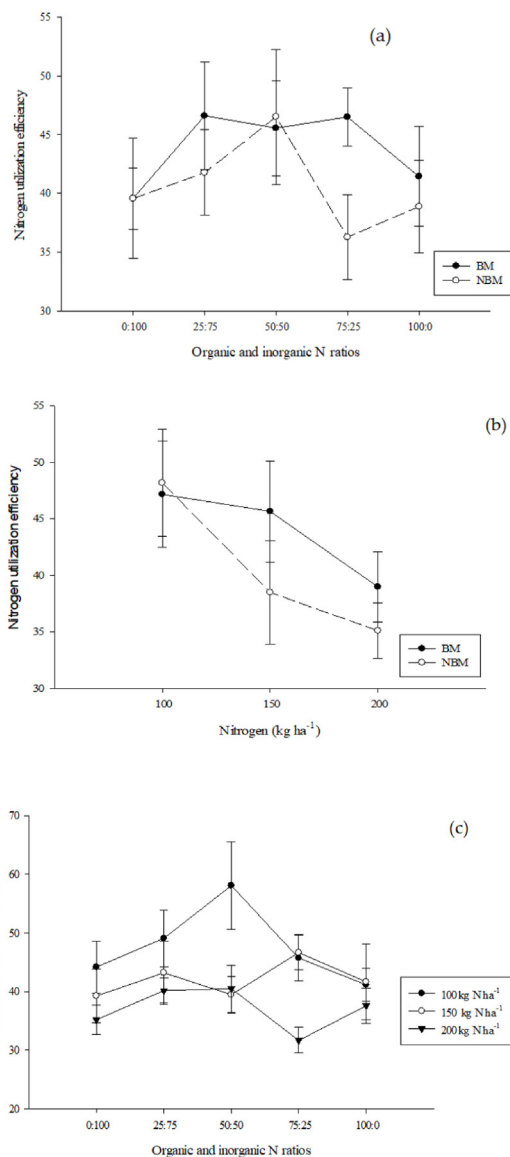 (a)
Nitrogen utilization efficiency
55
50
45
40
35
30
0:100 25:75 50:50 75:25 100:0
Organic and inorganic N ratios
BM
NBM
(b)
Nitrogen utilization efficiency
55
50
45
40
35
30
100 150 200
Nitrogen (kg ha⁻¹)
BM
NBM
(c)
70
60
50
40
30
20
0:100 25:75 50:50 75:25 100:0
Organic and inorganic N ratios
100kg N ha⁻¹
150 kg N ha⁻¹
200kg N ha⁻¹